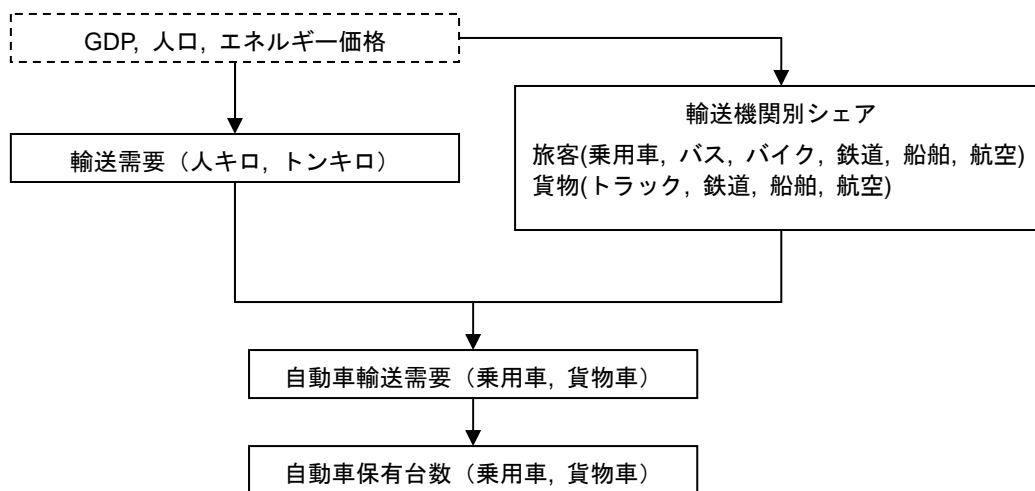 GDP, 人口, エネルギー価格
輸送機関別シェア
旅客(乗用車, バス, バイク, 鉄道, 船舶, 航空)
貨物(トラック, 鉄道, 船舶, 航空)
輸送需要（人キロ, トンキロ）
自動車輸送需要（乗用車, 貨物車）
自動車保有台数（乗用車, 貨物車）